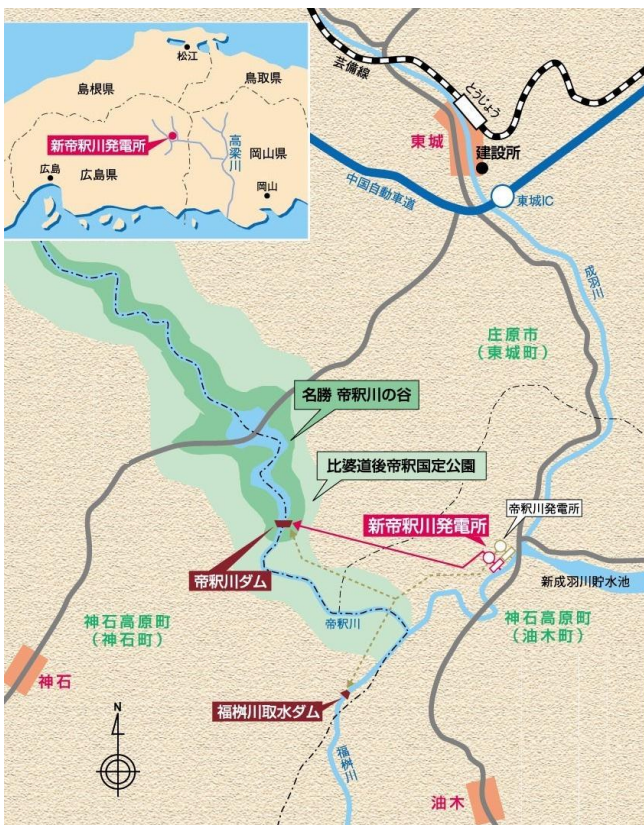 松江
島根県
鳥取県
新帝釈川発電所
高梁川
岡山県
広島
広島県
岡山
芸備線
とうじょう
東城
建設所
中国自動車道
東城IC
成羽川
庄原市
(東城町)
名勝 帝釈川の谷
比婆道後帝釈国定公園
帝釈川発電所
新帝釈川発電所
帝釈川ダム
新成羽川貯水池
帝釈川
神石高原町
(神石町)
神石高原町
(油木町)
神石
福桝川取水ダム
N
福桝川
油木